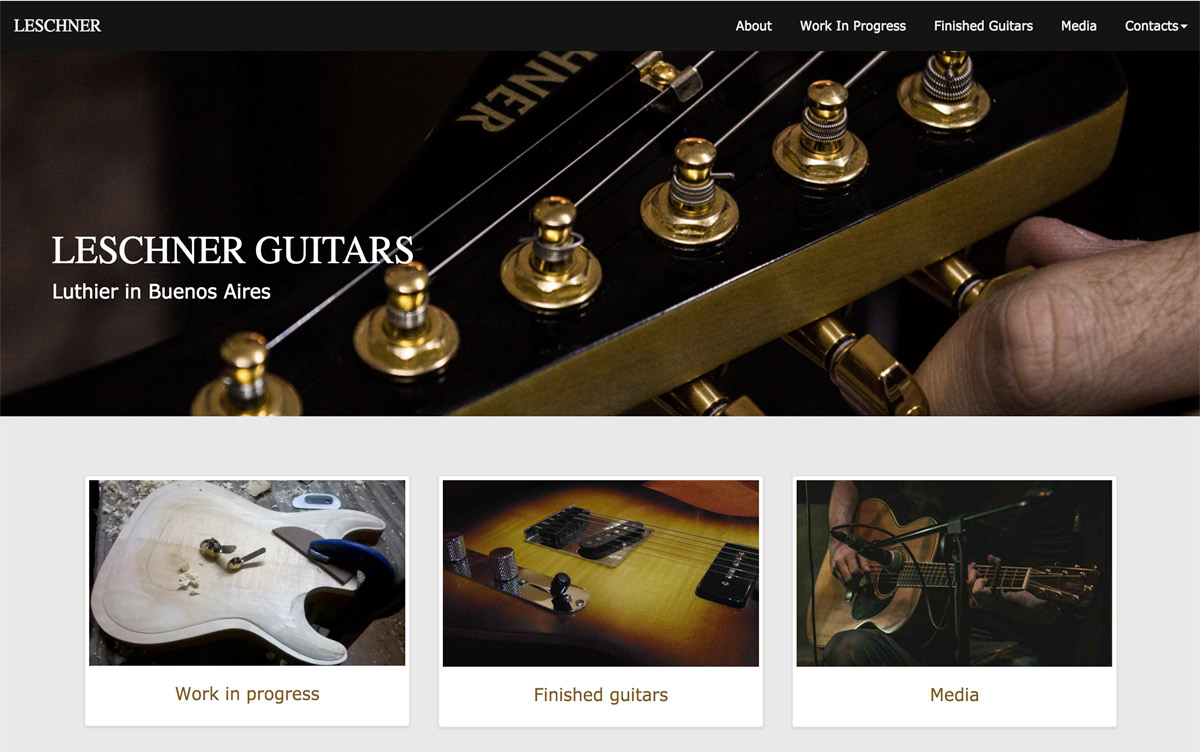 LESCHNER
About
Work In Progress
Finished Guitars
Media
Contacts
HNER
LESCHNER GUITARS
Luthier in Buenos Aires
Work in progress
Finished guitars
Media